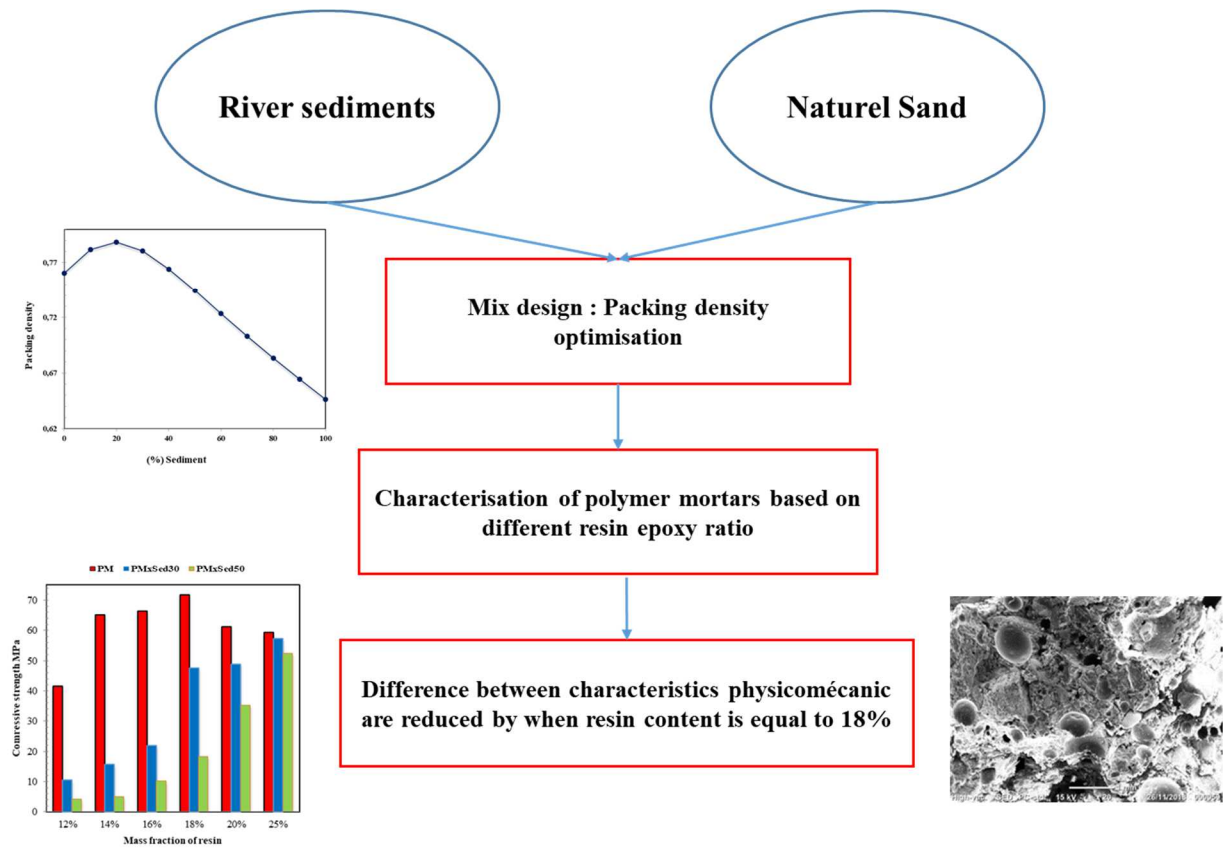 River sediments
Naturel Sand
Mix design : Packing density
optimisation
Characterisation of polymer mortars based on
different resin epoxy ratio
Difference between characteristics physicomécanic
are reduced by when resin content is equal to 18%
Packing density
0,77
0,72
0,67
0,62
0 20 40 60 80 100
(%) Sediment
PM PMxSed30 PMxSed50
Comressive strength MPa
70
60
50
40
30
20
10
0
12% 14% 16% 18% 20% 25%
Mass fraction of resin
15 kV